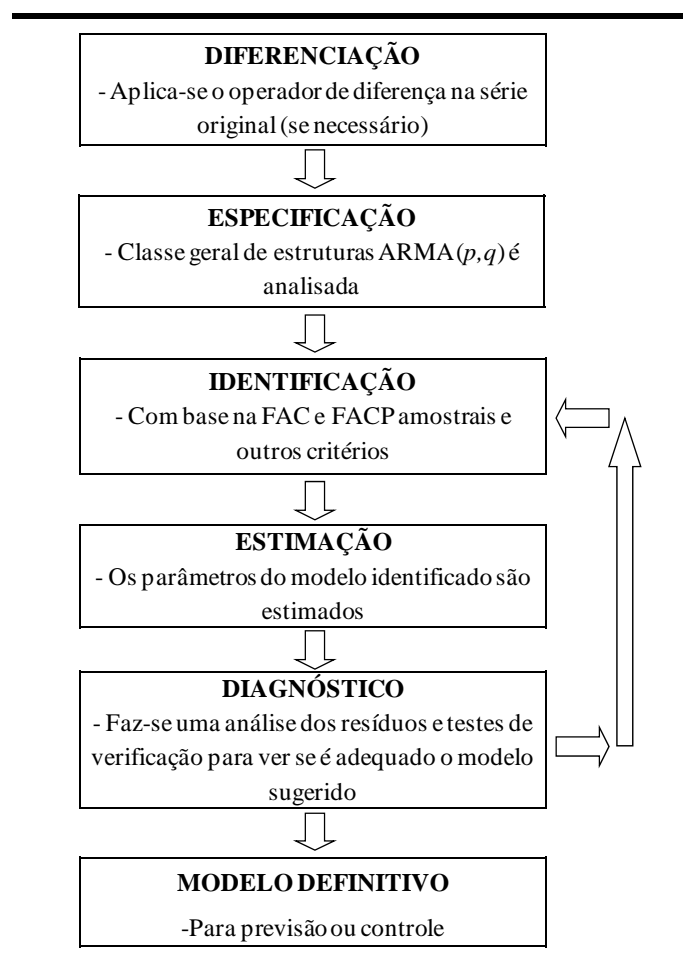 DIFERENCIAÇÃO
- Aplica-se o operador de diferença na série
original (se necessário)
ESPECIFICAÇÃO
- Classe geral de estruturas ARMA(p,q) é
analisada
IDENTIFICAÇÃO
- Com base na FAC e FACP amostrais e
outros critérios
ESTIMAÇÃO
- Os parâmetros do modelo identificado são
estimados
DIAGNÓSTICO
- Faz-se uma análise dos resíduos e testes de
verificação para ver se é adequado o modelo
sugerido
MODELO DEFINITIVO
-Para previsão ou controle